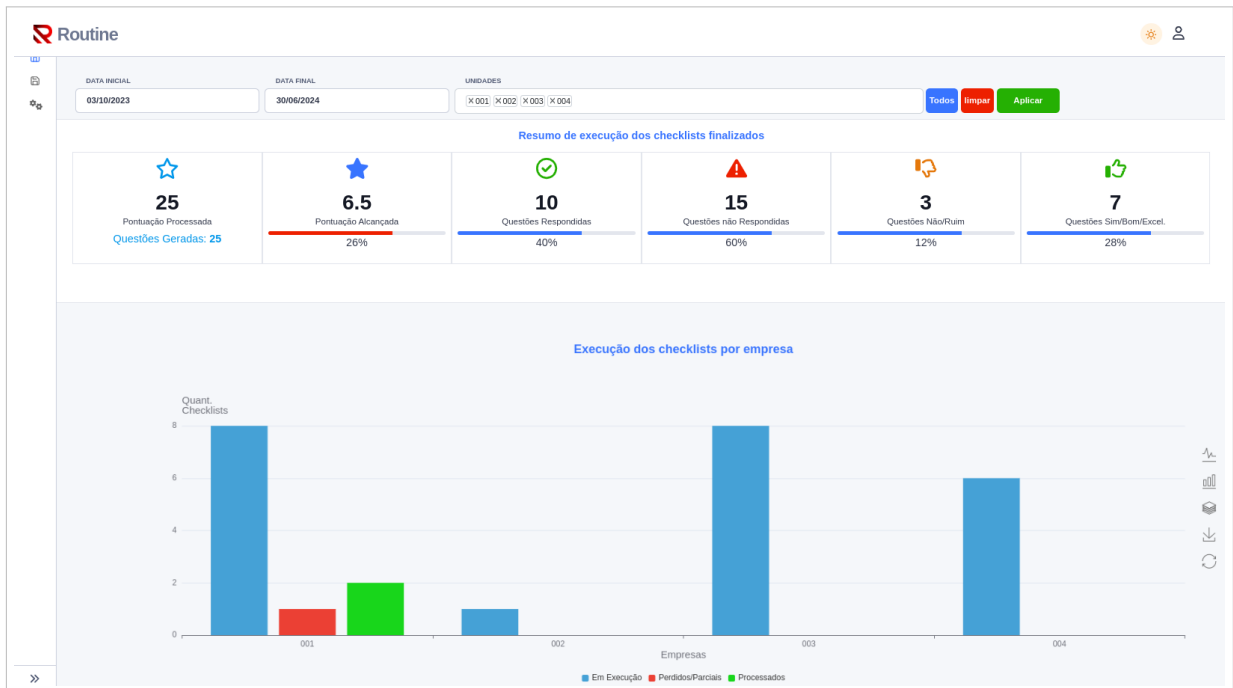 Routine
DATA INICIAL
DATA FINAL
UNIDADES
03/10/2023
30/06/2024
×001 ×002 ×003 ×004
Todos
limpar
Aplicar
Resumo de execução dos checklists finalizados
25
Pontuação Processada
Questões Geradas: 25
6.5
Pontuação Alcançada
26%
10
Questões Respondidas
40%
15
Questões não Respondidas
60%
3
Questões Não/Ruim
12%
7
Questões Sim/Bom/Excel.
28%
Execução dos checklists por empresa
Quant.
Checklists
8
6
4
2
0
001
002
003
004
Empresas
Em Execução
Perdidos/Parciais
Processados